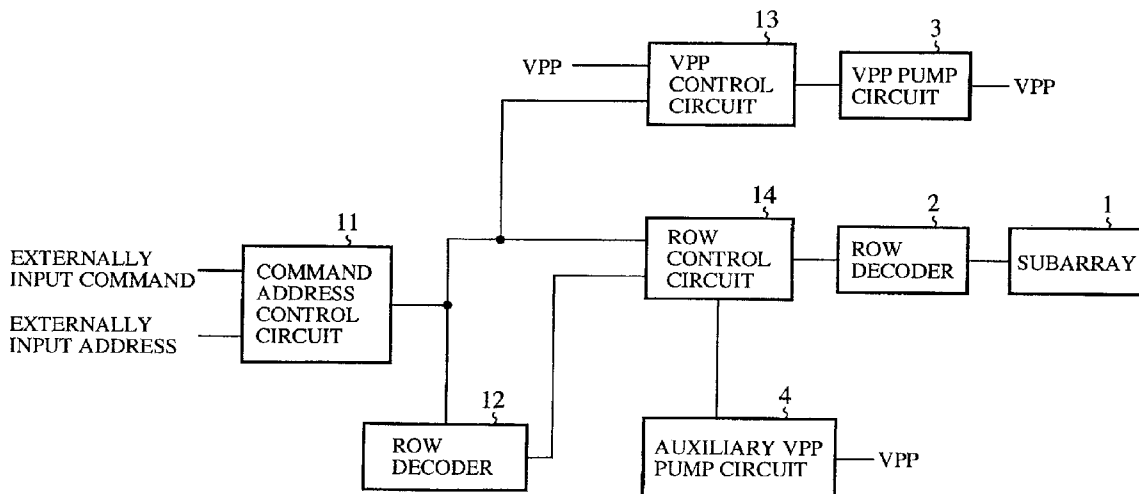 13
VPP
VPP
CONTROL
CIRCUIT
3
VPP PUMP
CIRCUIT
VPP
11
EXTERNALLY
INPUT COMMAND
EXTERNALLY
INPUT ADDRESS
COMMAND
ADDRESS
CONTROL
CIRCUIT
14
ROW
CONTROL
CIRCUIT
2
ROW
DECODER
1
SUBARRAY
12
ROW
DECODER
4
AUXILIARY VPP
PUMP CIRCUIT
VPP